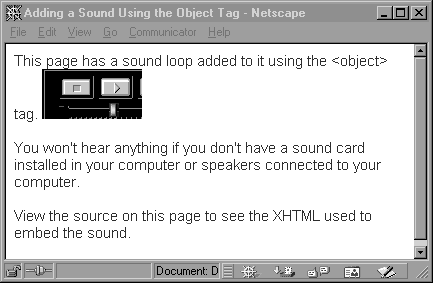 Adding a Sound Using the Object Tag - Netscape
File Edit View Go Communicator Help
This page has a sound loop added to it using the <object>
tag.
You won't hear anything if you don't have a sound card
installed in your computer or speakers connected to your
computer.
View the source on this page to see the XHTML used to
embed the sound.
Document: D